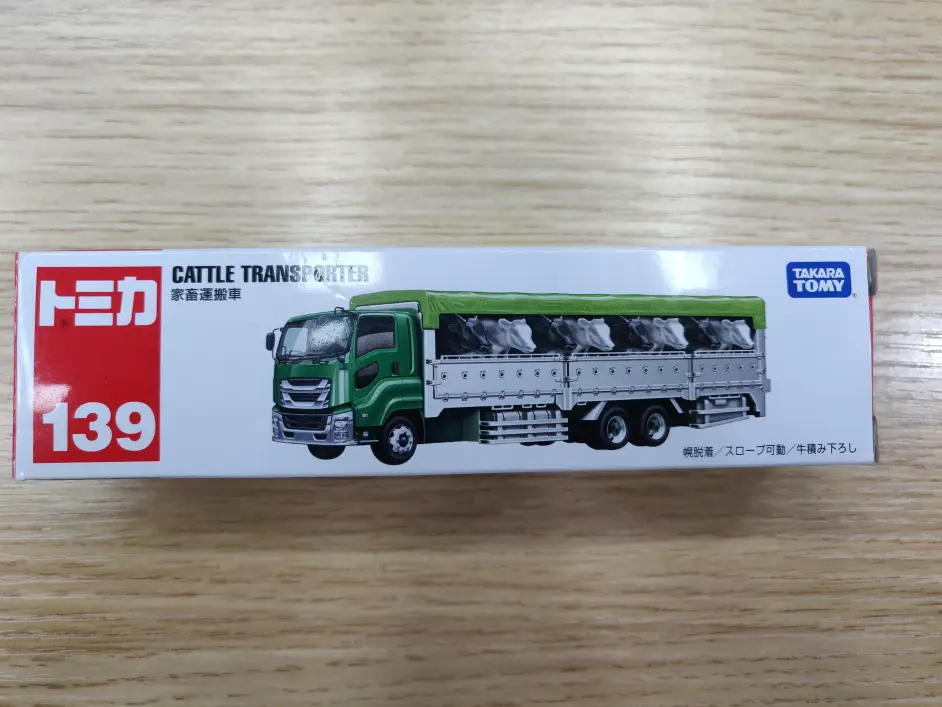 トミカ
139
CATTLE TRANSPORTER
家畜運搬車
TAKARA
TOMY
幌脱着/スロープ可動/牛積み下ろし